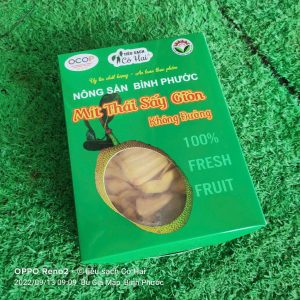 OCOP
TIÊU SẠCH
Cô Hai
Uy tín chất lượng - An toàn thực phẩm
NÔNG SẢN BÌNH PHƯỚC
Mít Thái Sấy Giòn
Không Đường
100%
FRESH
FRUIT
OPPO Reno2 - ©Tiêu sạch Cô Hai
2022/09/13 09:09 Bù Gia Mập, Bình Phước